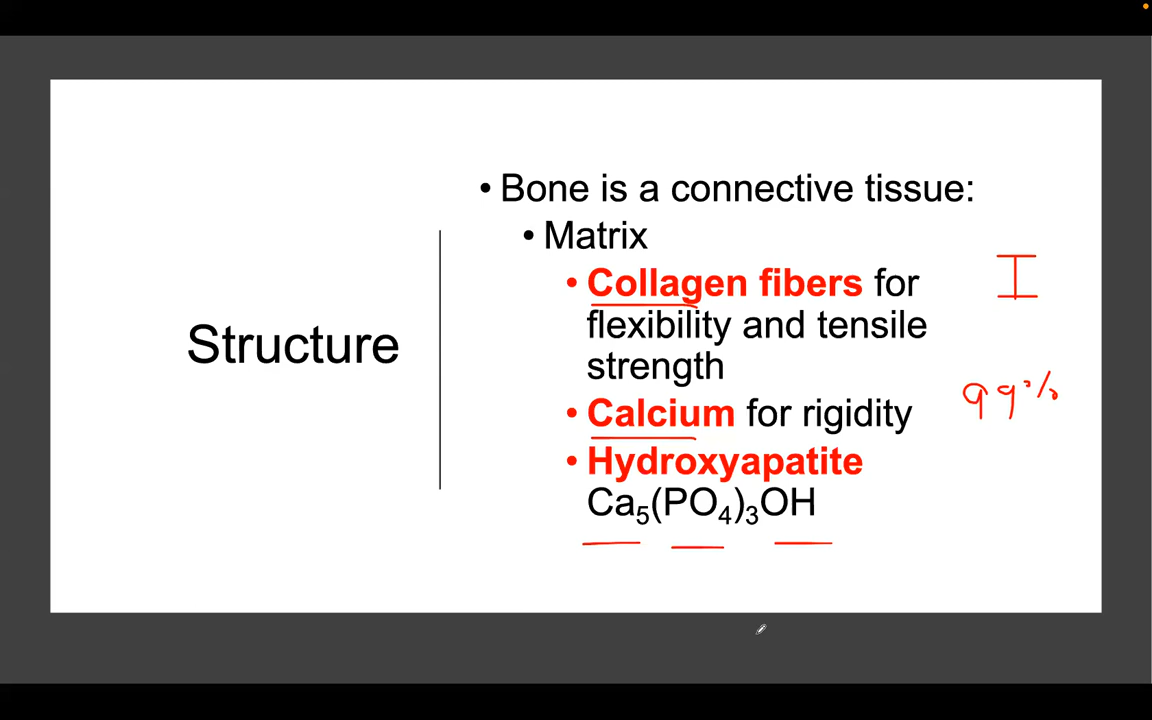 Structure
• Bone is a connective tissue:
• Matrix
• Collagen fibers for
flexibility and tensile
strength
I
• Calcium for rigidity
99%
• Hydroxyapatite
Ca₅(PO₄)₃OH